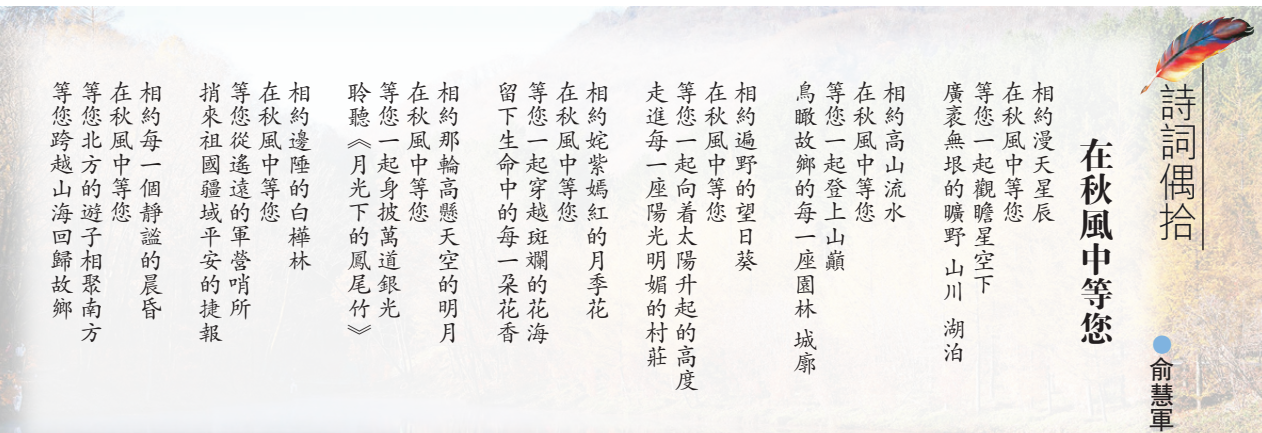 詩詞偶拾
在秋風中等您
●俞慧軍
相約漫天星辰
在秋風中等您
等您一起觀瞻星空下
廣袤無垠的曠野 山川 湖泊
相約高山流水
在秋風中等您
等您一起登上山巔
鳥瞰故鄉的每一座園林 城廓
相約遍野的望日葵
在秋風中等您
等您一起向着太陽升起的高度
走進每一座陽光明媚的村莊
相約姹紫嫣紅的月季花
在秋風中等您
等您一起穿越斑斕的花海
留下生命中的每一朵花香
相約那輪高懸天空的明月
在秋風中等您
等您一起身披萬道銀光
聆聽《月光下的鳳尾竹》
相約邊陲的白樺林
在秋風中等您
等您從遙遠的軍營哨所
捎來祖國疆域平安的捷報
相約每一個靜謐的晨昏
在秋風中等您
等您北方的遊子相聚南方
等您跨越山海回歸故鄉